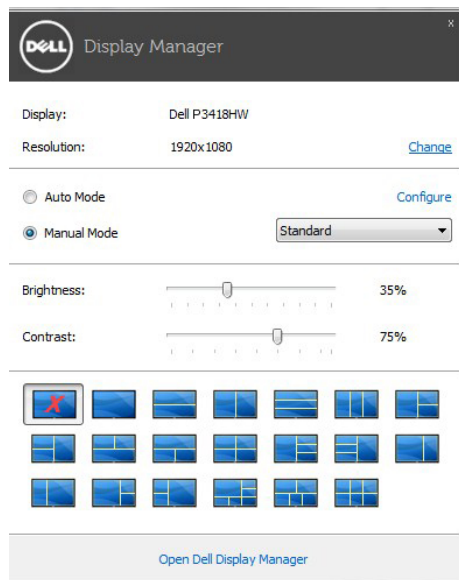 x
DELL Display Manager
Display: Dell P3418HW
Resolution: 1920x1080 Change
Auto Mode Configure
Manual Mode Standard
Brightness: 35%
Contrast: 75%
Open Dell Display Manager